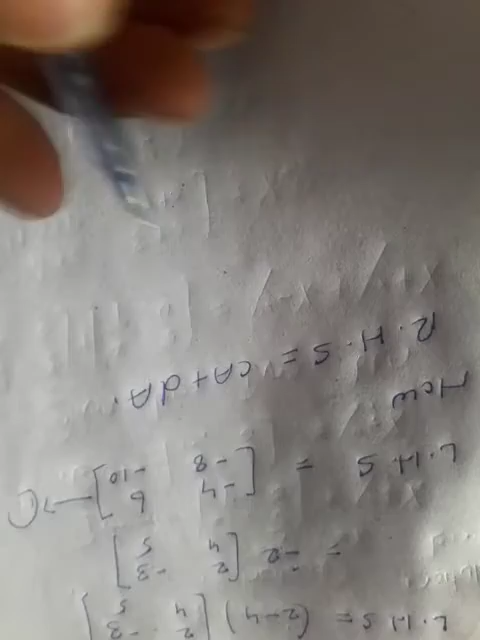 L.H.S = (2-4) [2 -3
4 5]
= -2 [2 -3
4 5]
L.H.S = [-4 6
-8 -10] →
Now
R.H.S = cA + dA.